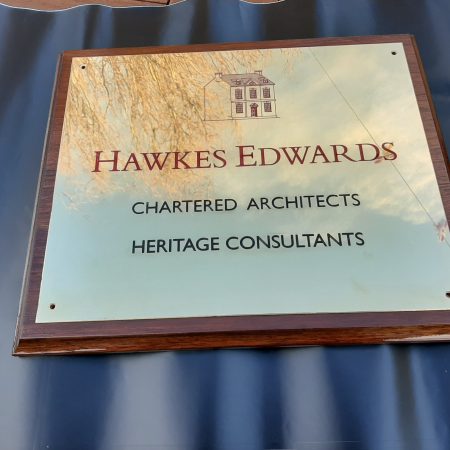 HAWKES EDWARDS
CHARTERED ARCHITECTS
HERITAGE CONSULTANTS